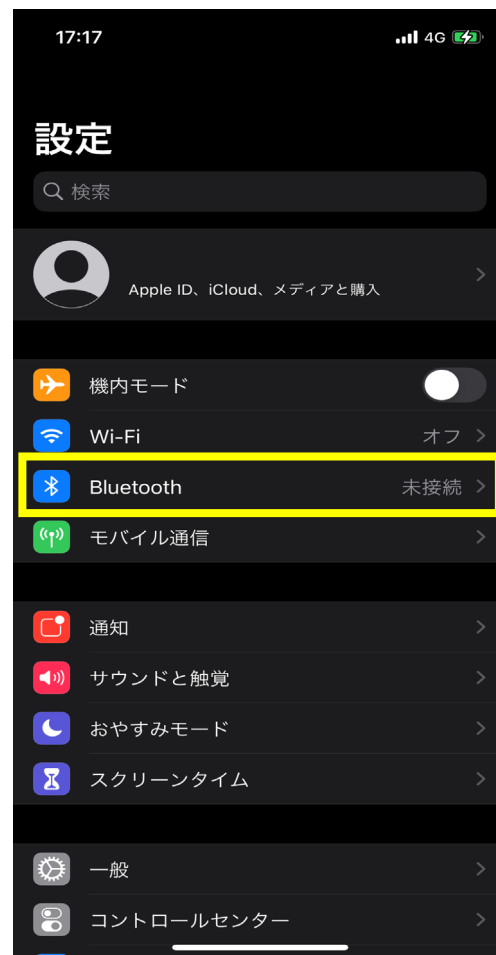 17:17 4G
設定
検索
Apple ID、iCloud、メディアと購入
機内モード
Wi-Fi オフ
Bluetooth 未接続
モバイル通信
通知
サウンドと触覚
おやすみモード
スクリーンタイム
一般
コントロールセンター